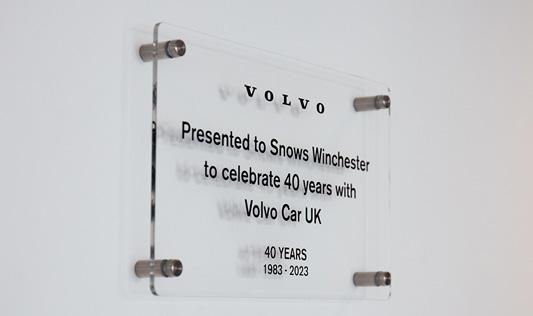 VOLVO
Presented to Snows Winchester
to celebrate 40 years with
Volvo Car UK
40 YEARS
1983 - 2023